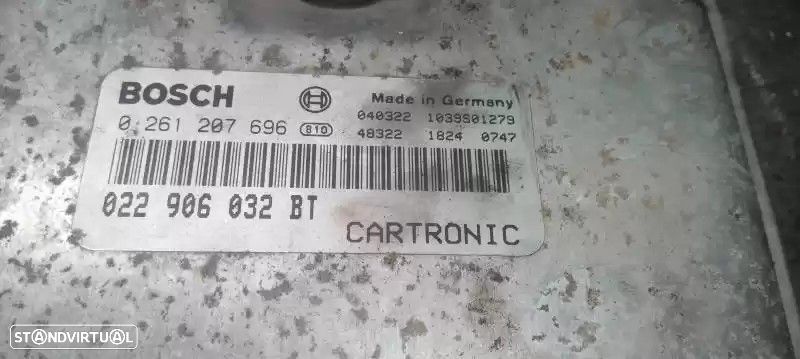 BOSCH
Made in Germany
0 261 207 696 810
040322 1039S01279
48322 1824 0747
022 906 032 BT
CARTRONIC
STANDVIRTUAL